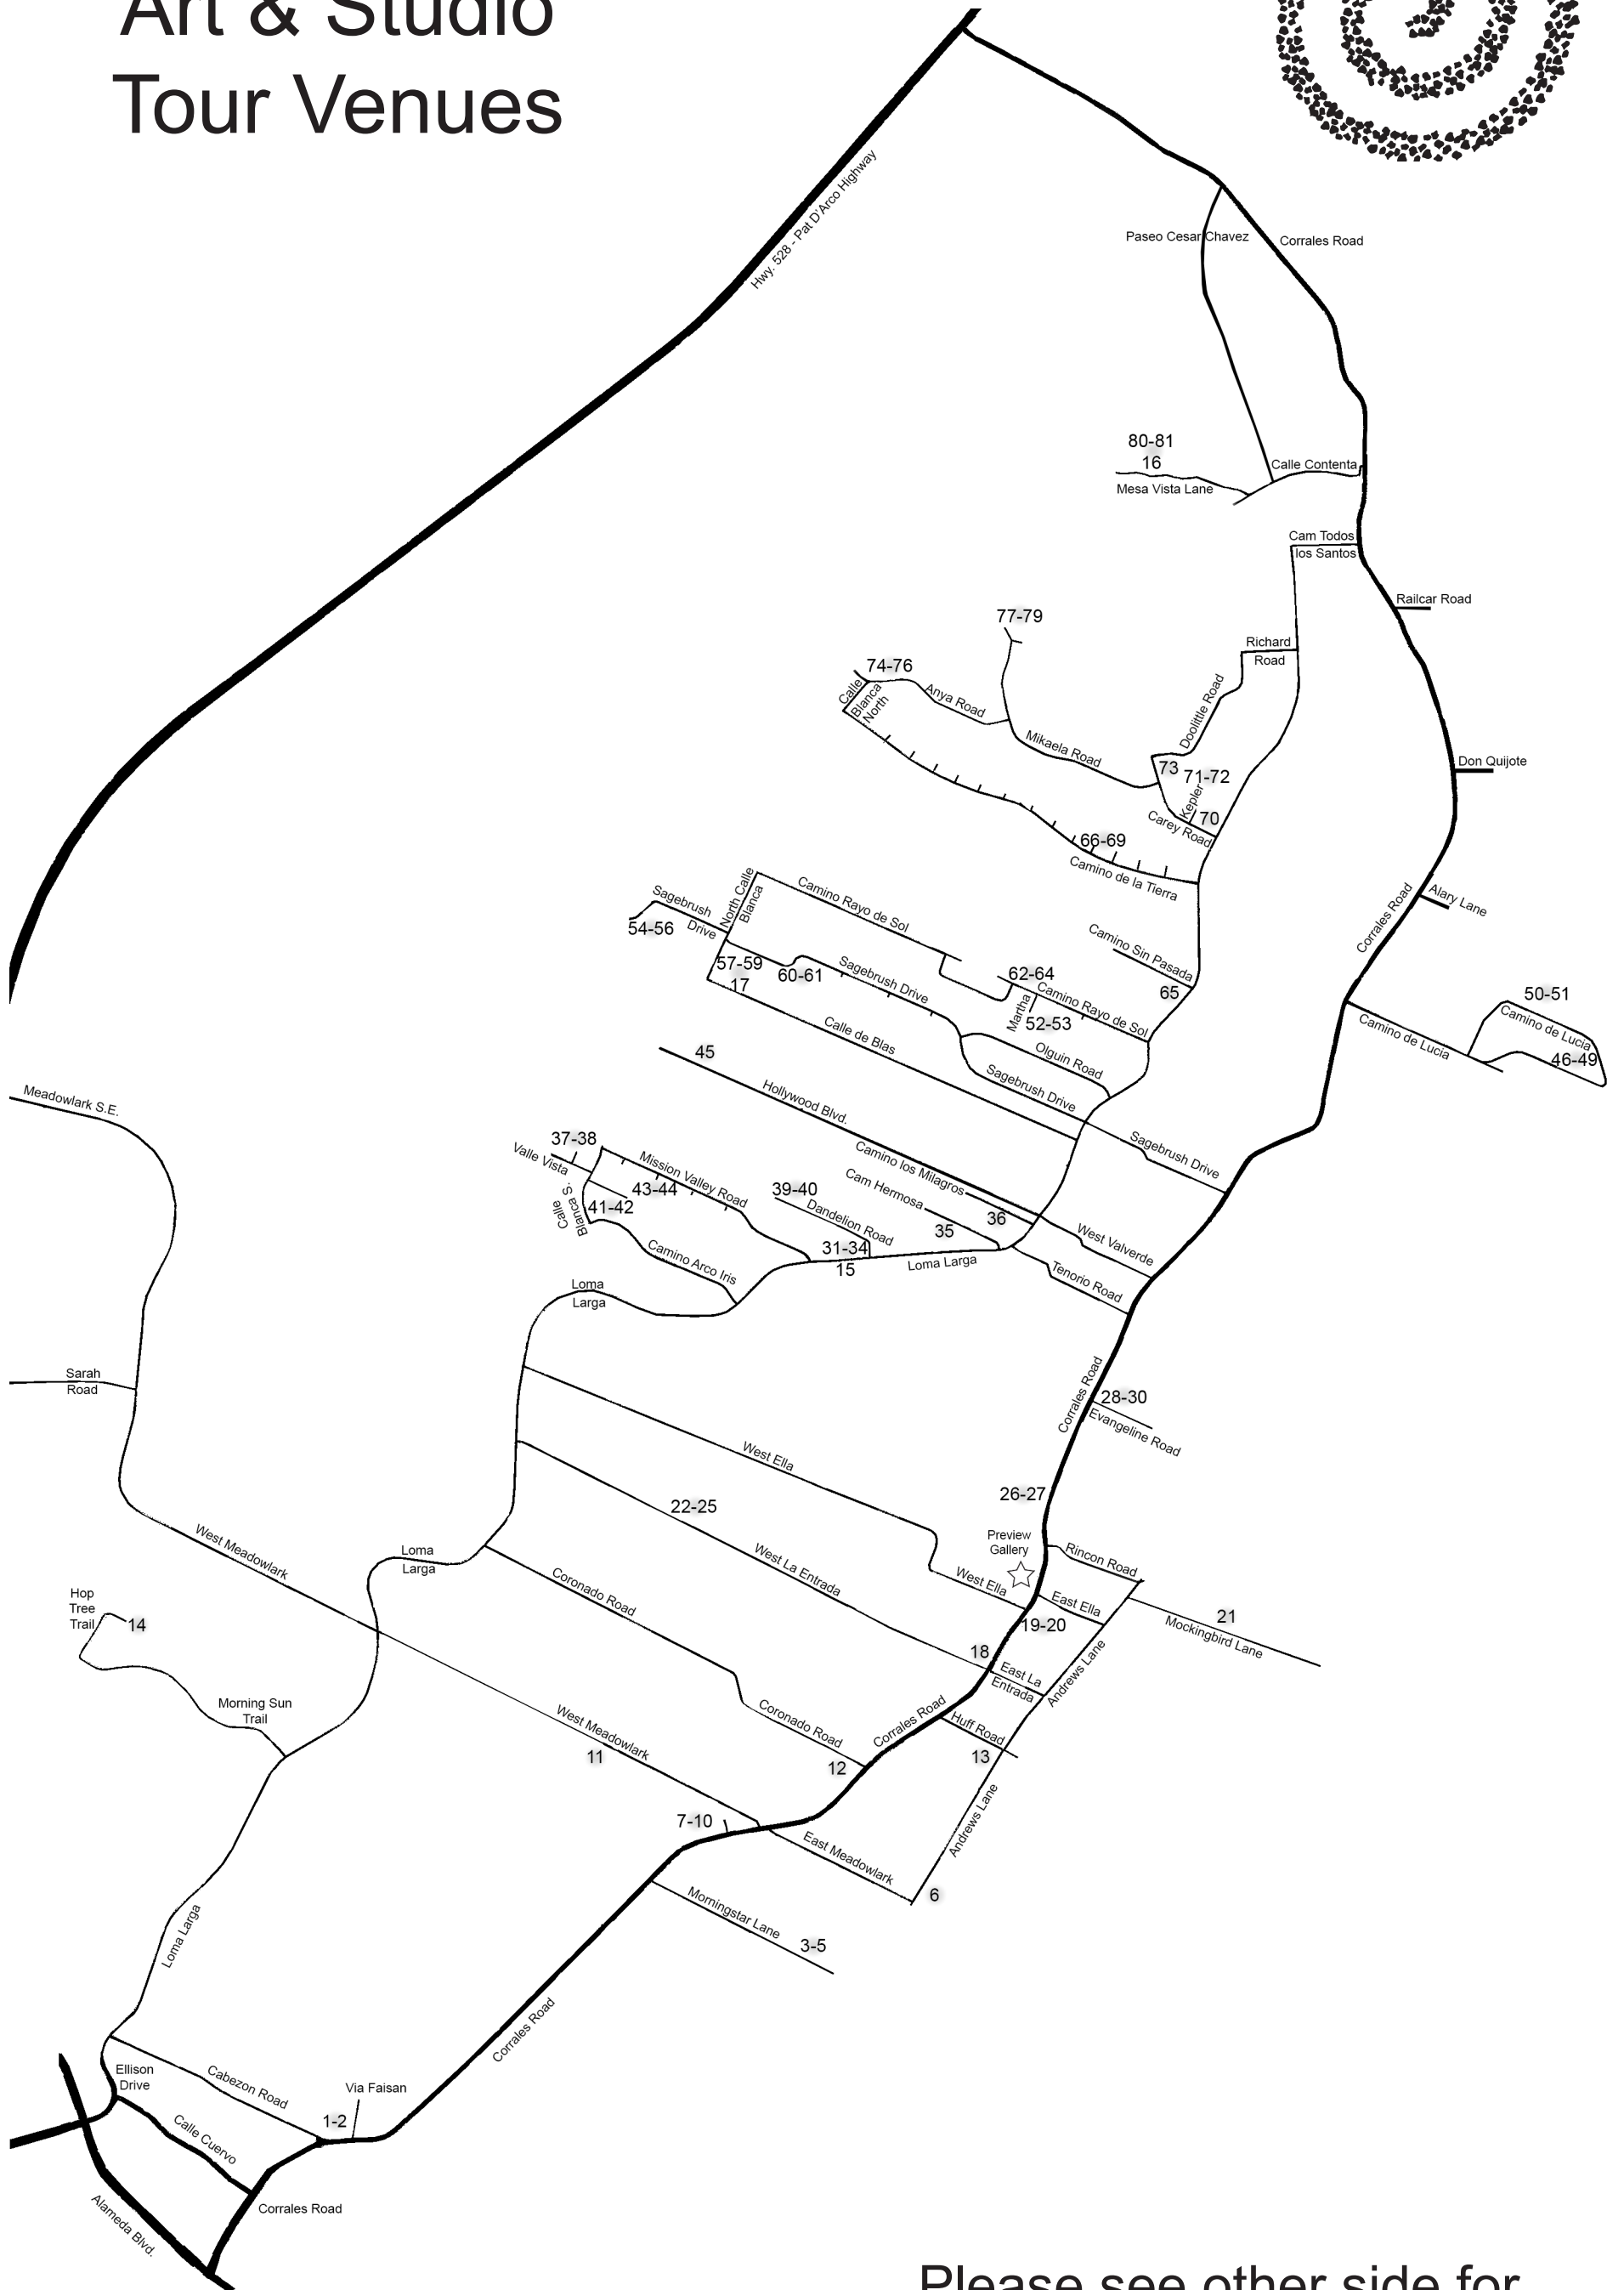 Art & Studio
Tour Venues
Hwy. 528 - Pat D'Arco Highway
Paseo Cesar Chavez
Corrales Road
80-81
16
Calle Contenta
Mesa Vista Lane
Cam Todos
los Santos
Railcar Road
77-79
Richard
Road
74-76
Calle
Blanca
North
Anya Road
Doolittle Road
Mikaela Road
73
71-72
Don Quijote
Kepler
70
Carey Road
66-69
Camino de la Tierra
Sagebrush
Drive
North Calle
Blanca
Camino Rayo de Sol
Alary Lane
Corrales Road
54-56
Camino Sin Pasada
57-59
17
60-61
Sagebrush Drive
62-64
Camino Rayo de Sol
65
50-51
Martha
52-53
Camino de Lucia
Camino de Lucia
46-49
Calle de Blas
Olguin Road
45
Sagebrush Drive
Meadowlark S.E.
Hollywood Blvd.
37-38
Valle Vista
Mission Valley Road
Camino los Milagros
Sagebrush Drive
43-44
39-40
Cam Hermosa
Calle
Blanca S.
41-42
Dandelion Road
35
36
West Valverde
Camino Arco Iris
31-34
15
Loma Larga
Tenorio Road
Loma
Larga
Sarah
Road
Corrales Road
28-30
Evangeline Road
West Ella
26-27
22-25
Preview
Gallery
Rincon Road
West Meadowlark
Loma
Larga
West La Entrada
West Ella
East Ella
Coronado Road
Hop
Tree
Trail
14
19-20
21
Mockingbird Lane
18
East La
Entrada
Andrews Lane
Morning Sun
Trail
West Meadowlark
11
Coronado Road
Corrales Road
Huff Road
12
13
7-10
East Meadowlark
Andrews Lane
6
Morningstar Lane
3-5
Loma Larga
Corrales Road
Ellison
Drive
Cabezon Road
Via Faisan
1-2
Calle Cuervo
Corrales Road
Alameda Blvd.
Please see other side for